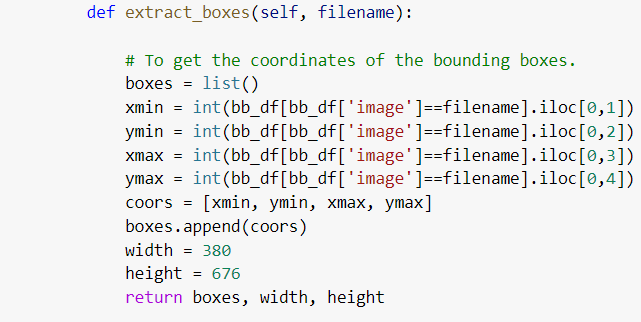 def extract_boxes(self, filename):
# To get the coordinates of the bounding boxes.
boxes = list()
xmin = int(bb_df[bb_df['image']==filename].iloc[0,1])
ymin = int(bb_df[bb_df['image']==filename].iloc[0,2])
xmax = int(bb_df[bb_df['image']==filename].iloc[0,3])
ymax = int(bb_df[bb_df['image']==filename].iloc[0,4])
coors = [xmin, ymin, xmax, ymax]
boxes.append(coors)
width = 380
height = 676
return boxes, width, height